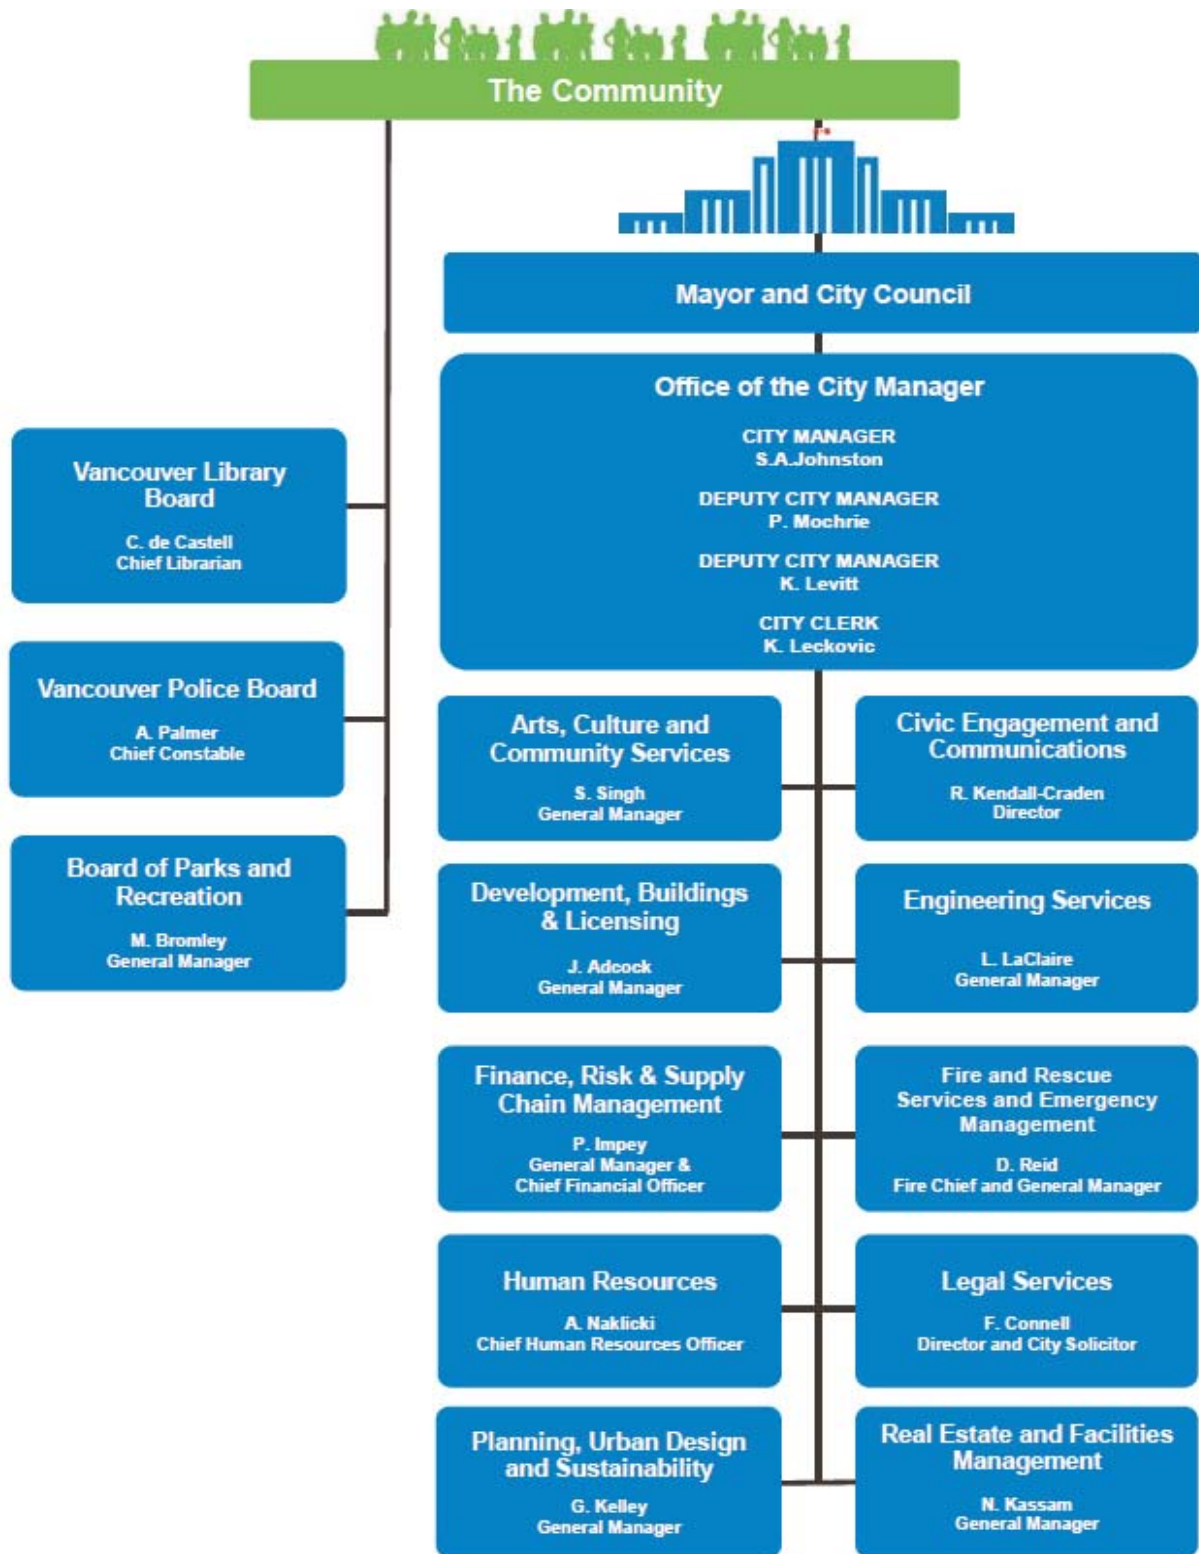 The Community
Mayor and City Council
Office of the City Manager
CITY MANAGER
S.A.Johnston
DEPUTY CITY MANAGER
P. Mochrie
DEPUTY CITY MANAGER
K. Levitt
CITY CLERK
K. Leckovic
Vancouver Library
Board
C. de Castell
Chief Librarian
Vancouver Police Board
A. Palmer
Chief Constable
Board of Parks and
Recreation
M. Bromley
General Manager
Arts, Culture and
Community Services
S. Singh
General Manager
Civic Engagement and
Communications
R. Kendall-Craden
Director
Development, Buildings
& Licensing
J. Adcock
General Manager
Engineering Services
L. LaClaire
General Manager
Finance, Risk & Supply
Chain Management
P. Impey
General Manager &
Chief Financial Officer
Fire and Rescue
Services and Emergency
Management
D. Reid
Fire Chief and General Manager
Human Resources
A. Naklicki
Chief Human Resources Officer
Legal Services
F. Connell
Director and City Solicitor
Planning, Urban Design
and Sustainability
G. Kelley
General Manager
Real Estate and Facilities
Management
N. Kassam
General Manager